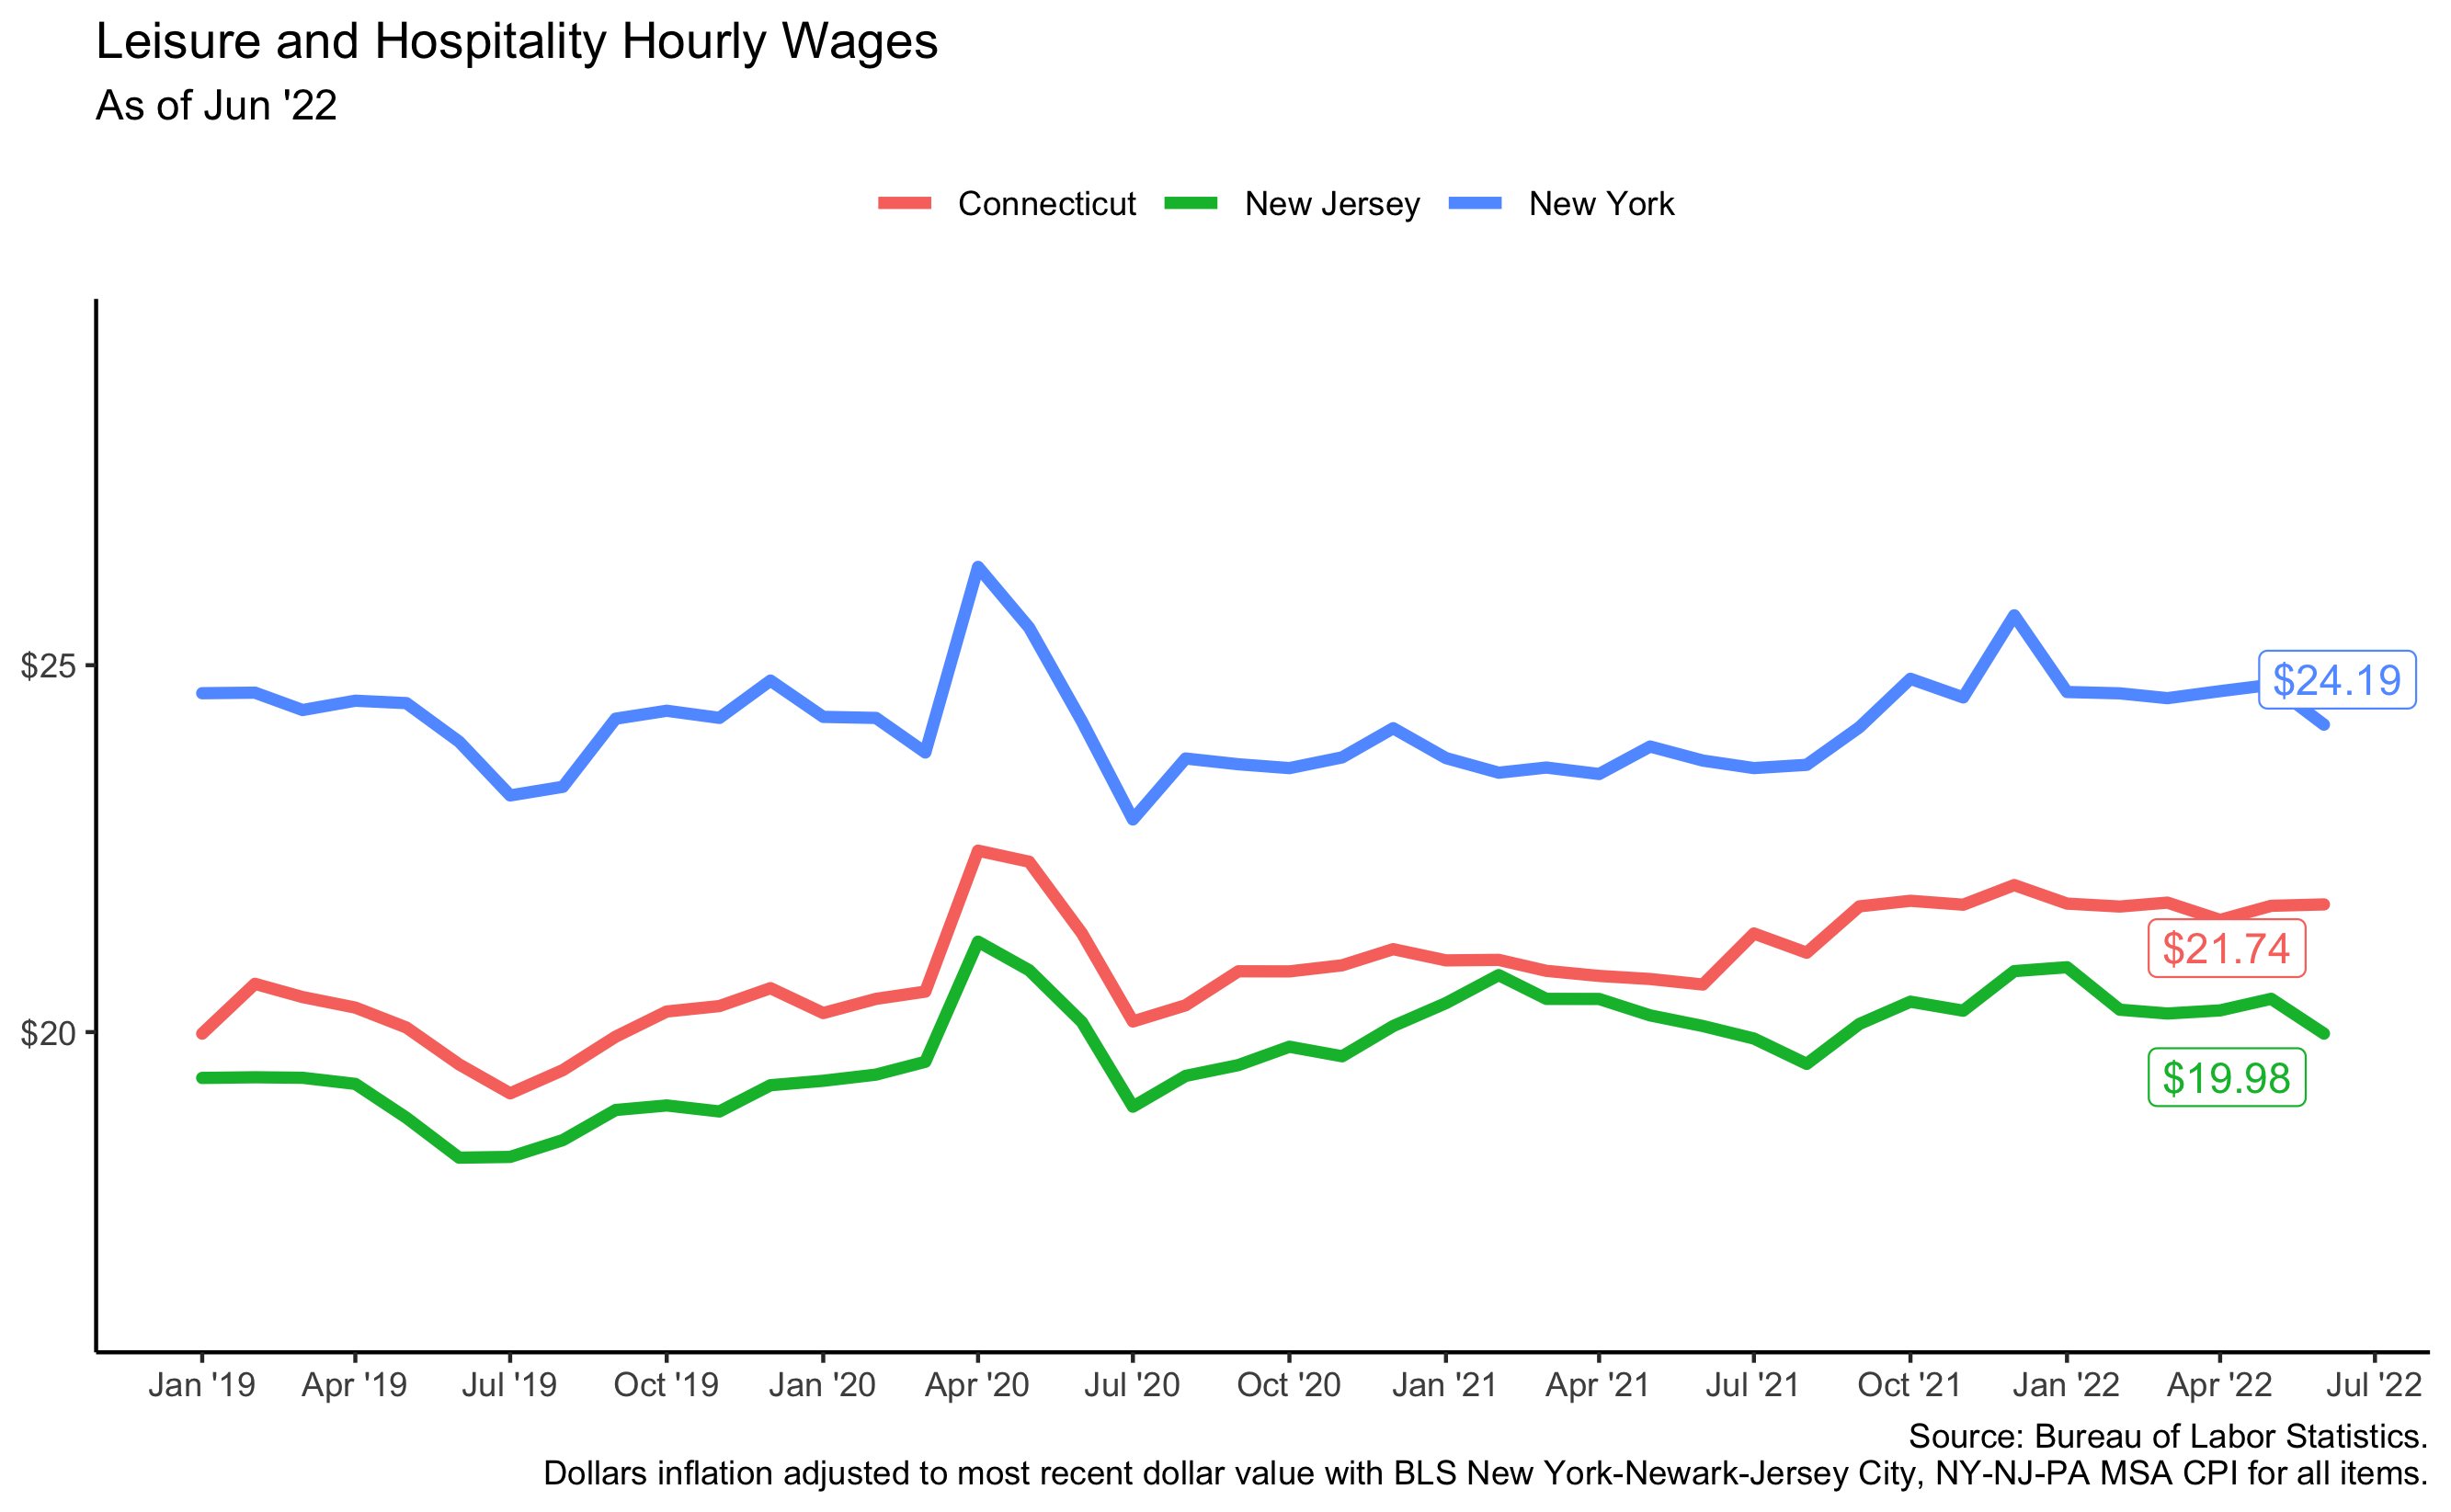 Leisure and Hospitality Hourly Wages
As of Jun '22
Connecticut New Jersey New York
$25
$20
$24.19
$21.74
$19.98
Jan '19 Apr '19 Jul '19 Oct '19 Jan '20 Apr '20 Jul '20 Oct '20 Jan '21 Apr '21 Jul '21 Oct '21 Jan '22 Apr '22 Jul '22
Source: Bureau of Labor Statistics.
Dollars inflation adjusted to most recent dollar value with BLS New York-Newark-Jersey City, NY-NJ-PA MSA CPI for all items.